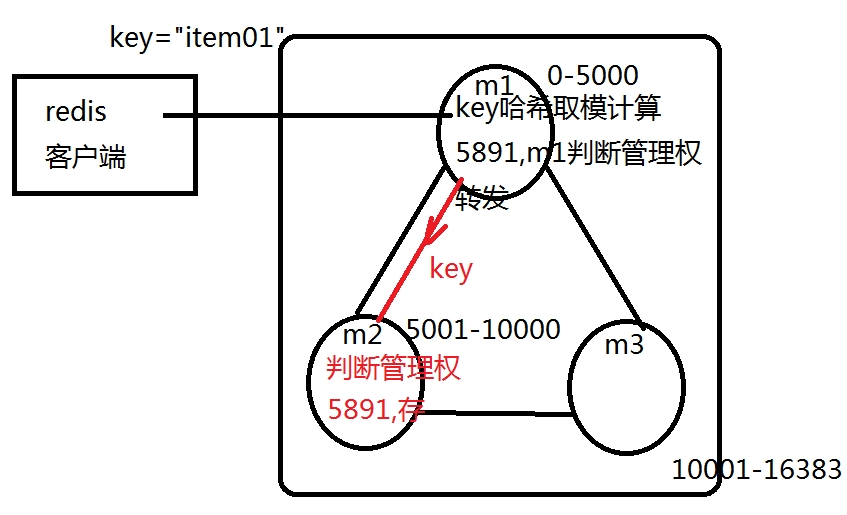 key="item01"
redis
客户端
m1
0-5000
key哈希取模计算
5891,m1判断管理权
转发
key
m2
5001-10000
判断管理权
5891,存
m3
10001-16383